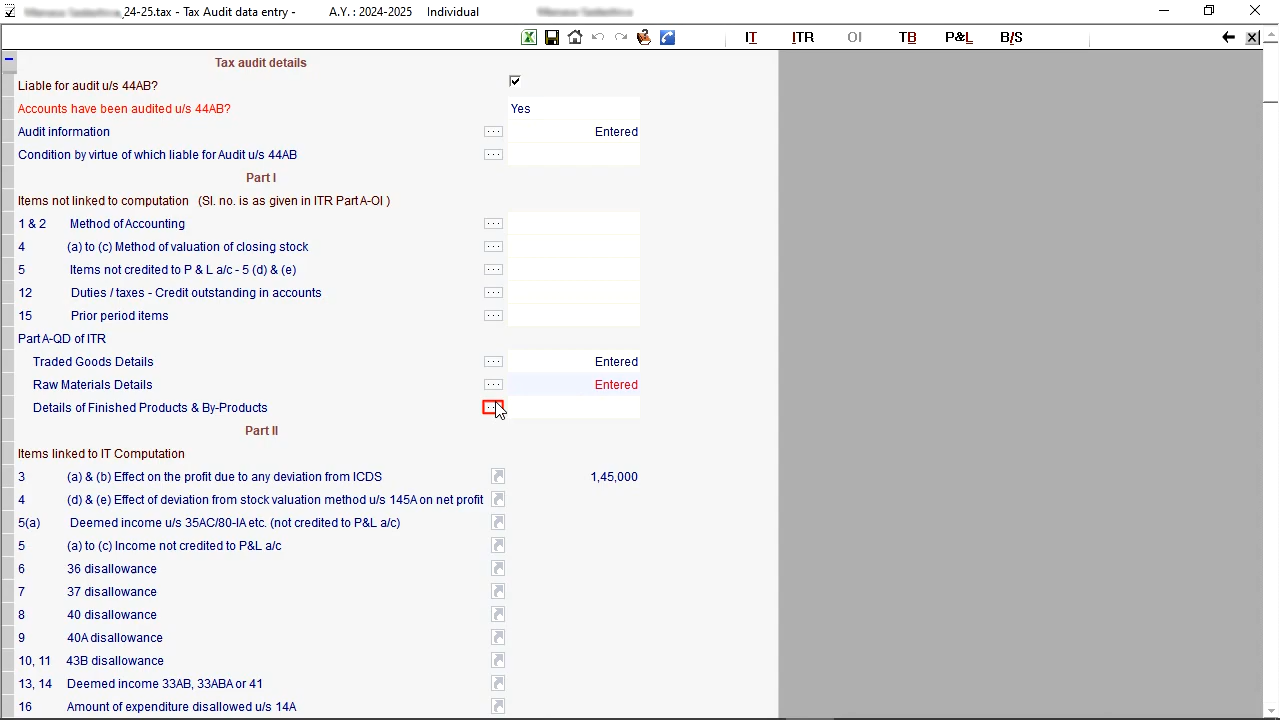 ,24-25.tax - Tax Audit data entry - A.Y. : 2024-2025 Individual
IT ITR OI TB P&L B/S
Tax audit details
Liable for audit u/s 44AB?
Accounts have been audited u/s 44AB? Yes
Audit information ... Entered
Condition by virtue of which liable for Audit u/s 44AB ...
Part I
Items not linked to computation (Sl. no. is as given in ITR Part A-OI )
1 & 2 Method of Accounting ...
4 (a) to (c) Method of valuation of closing stock ...
5 Items not credited to P & L a/c - 5 (d) & (e) ...
12 Duties / taxes - Credit outstanding in accounts ...
15 Prior period items ...
Part A-QD of ITR
Traded Goods Details ... Entered
Raw Materials Details ... Entered
Details of Finished Products & By-Products ...
Part II
Items linked to IT Computation
3 (a) & (b) Effect on the profit due to any deviation from ICDS 1,45,000
4 (d) & (e) Effect of deviation from stock valuation method u/s 145A on net profit
5(a) Deemed income u/s 35AC/80-IA etc. (not credited to P&L a/c)
5 (a) to (c) Income not credited to P&L a/c
6 36 disallowance
7 37 disallowance
8 40 disallowance
9 40A disallowance
10, 11 43B disallowance
13, 14 Deemed income 33AB, 33ABA or 41
16 Amount of expenditure disallowed u/s 14A